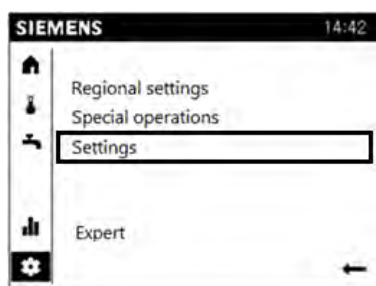 SIEMENS 14:42
Regional settings
Special operations
Settings
Expert